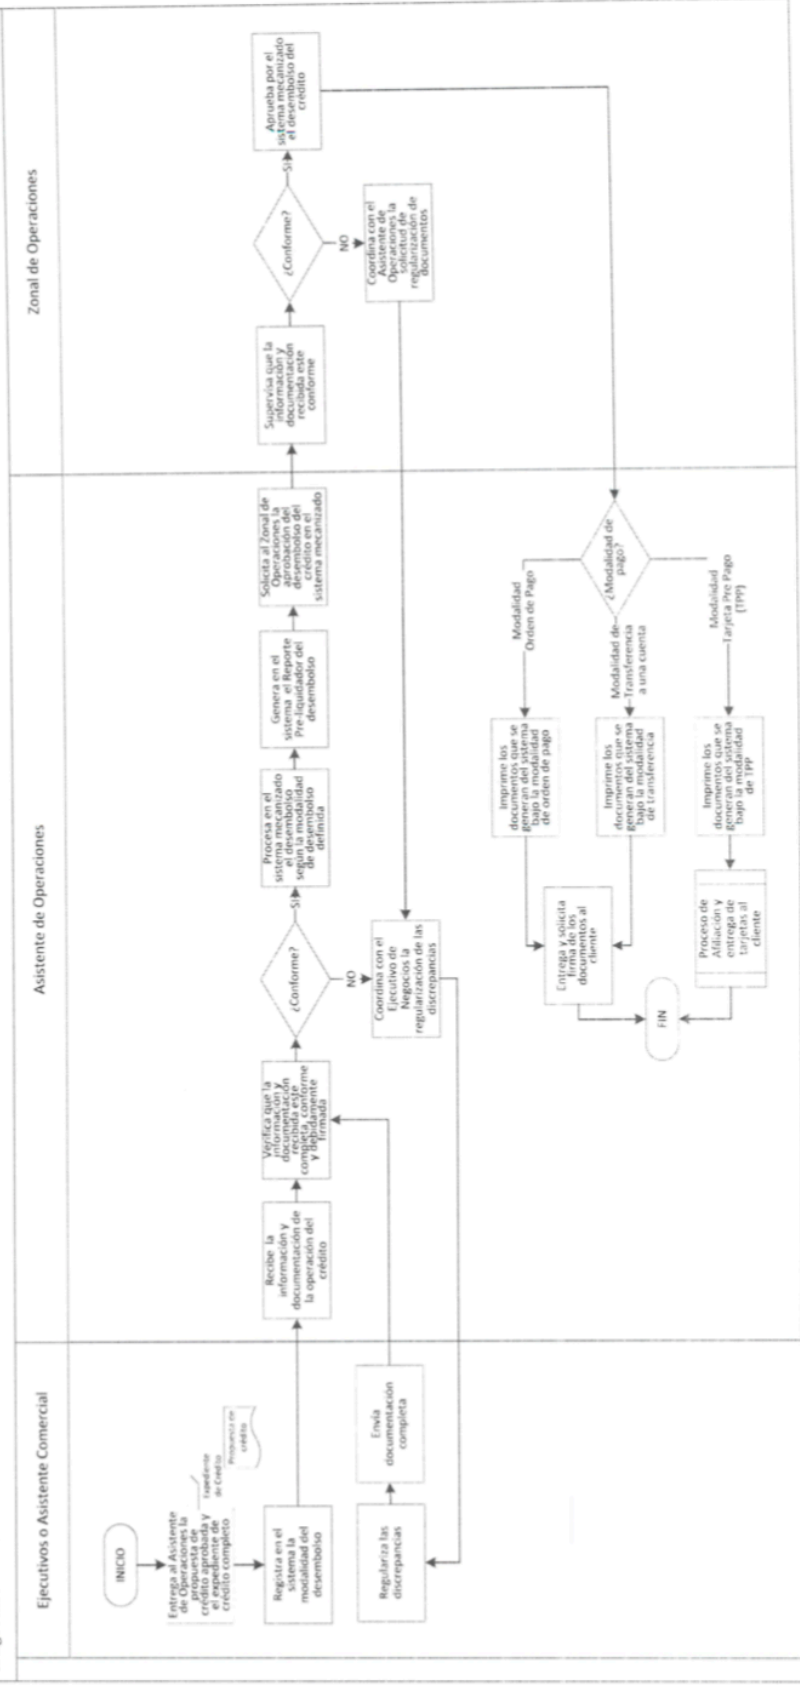 Ejecutivos o Asistente Comercial
Asistente de Operaciones
Zonal de Operaciones
INICIO
Entrega al Asistente
de Operaciones la
propuesta de
crédito aprobada y
el expediente de
crédito completo
Expediente
de Crédito
Propuesta de
crédito
Registra en el
sistema la
modalidad del
desembolso
Regulariza las
discrepancias
Envía
documentación
completa
Recibe la
información y
documentación de
la operación del
crédito
Verifica que la
información y
documentación
recibida este
completa, conforme
y debidamente
firmada
¿Conforme?
SI
NO
Coordina con el
Ejecutivo de
Negocios la
regularización de las
discrepancias
Procesa en el
sistema mecanizado
el desembolso
según la modalidad
de desembolso
definida
Genera en el
sistema el Reporte
Pre-liquidador del
desembolso
Solicita al Zonal de
Operaciones la
aprobación del
desembolso del
crédito en el
sistema mecanizado
Supervisa que la
información y
documentación
recibida este
conforme
¿Conforme?
SI
NO
Coordina con el
Asistente de
Operaciones la
solicitud de
regularización de
documentos
Aprueba por el
sistema mecanizado
el desembolso del
crédito
¿Modalidad de
pago?
Modalidad
Orden de Pago
Modalidad de
Transferencia
a una cuenta
Modalidad
Tarjeta Pre Pago
(TPP)
Imprime los
documentos que se
generan del sistema
bajo la modalidad
de orden de pago
Imprime los
documentos que se
generan del sistema
bajo la modalidad
de transferencia
Imprime los
documentos que se
generan del sistema
bajo la modalidad
de TPP
Entrega y solicita
firma de los
documentos al
cliente
Proceso de
Afiliación y
entrega de
tarjetas al
cliente
FIN